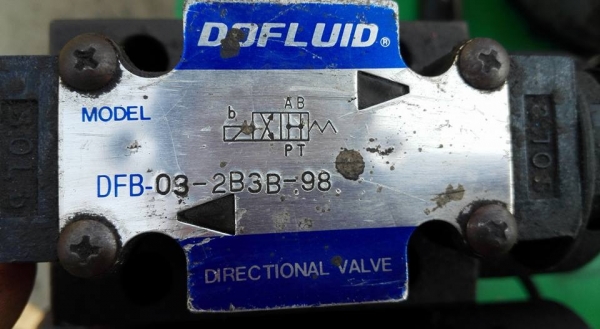 DOFLUID®
MODEL
A B
b
P T
DFB-03-2B3B-98
DIRECTIONAL VALVE